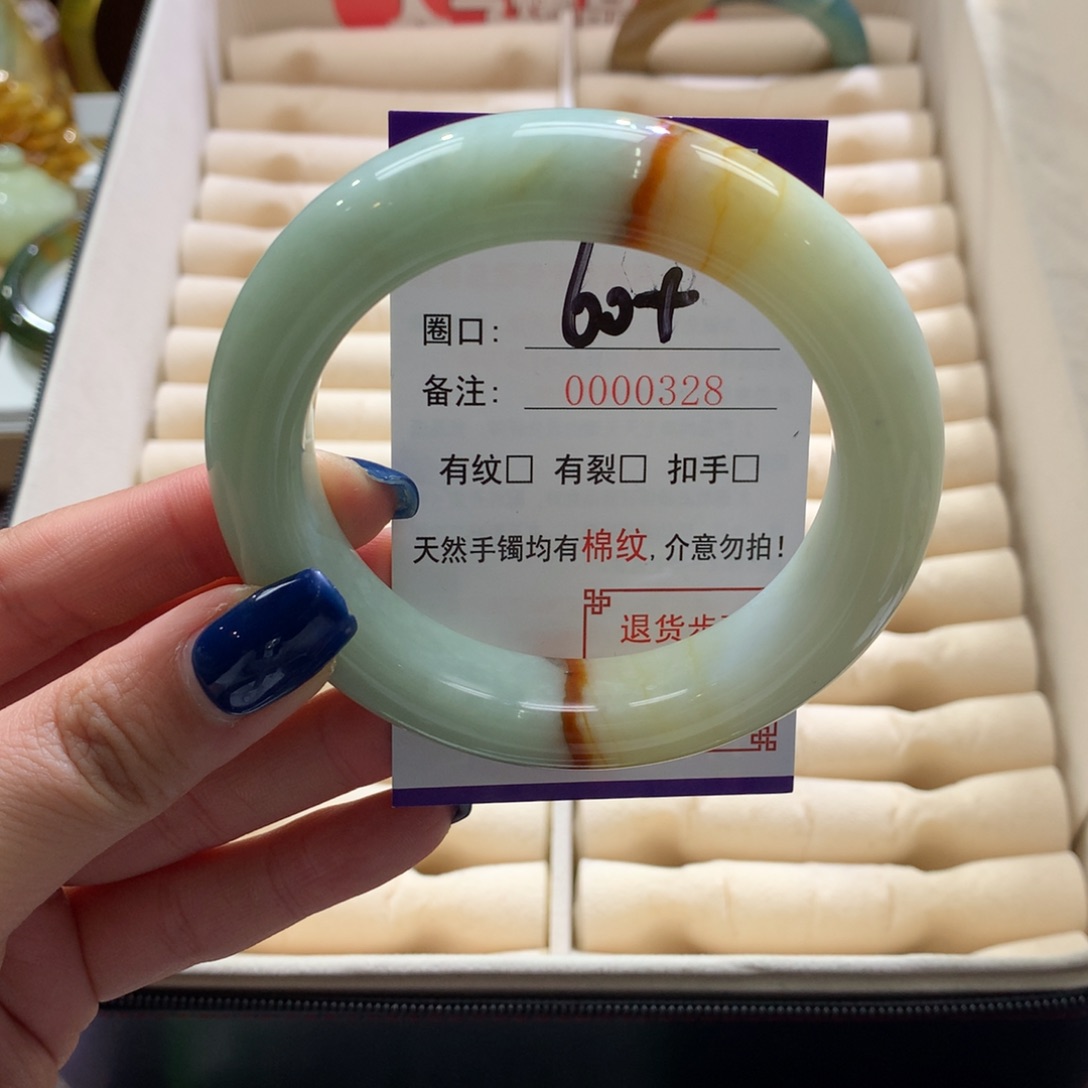 圈口: 60+
备注: 0000328
有纹□ 有裂□ 扣手□
天然手镯均有棉纹,介意勿拍!
退货步